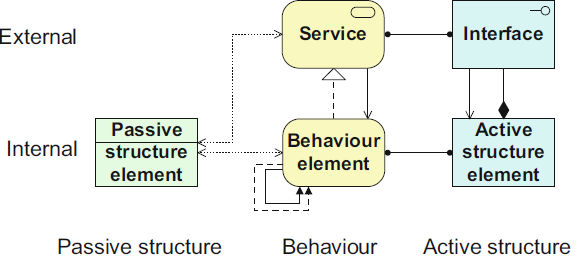 External
Service
Interface
Internal
Passive
structure
element
Behaviour
element
Active
structure
element
Passive structure
Behaviour
Active structure